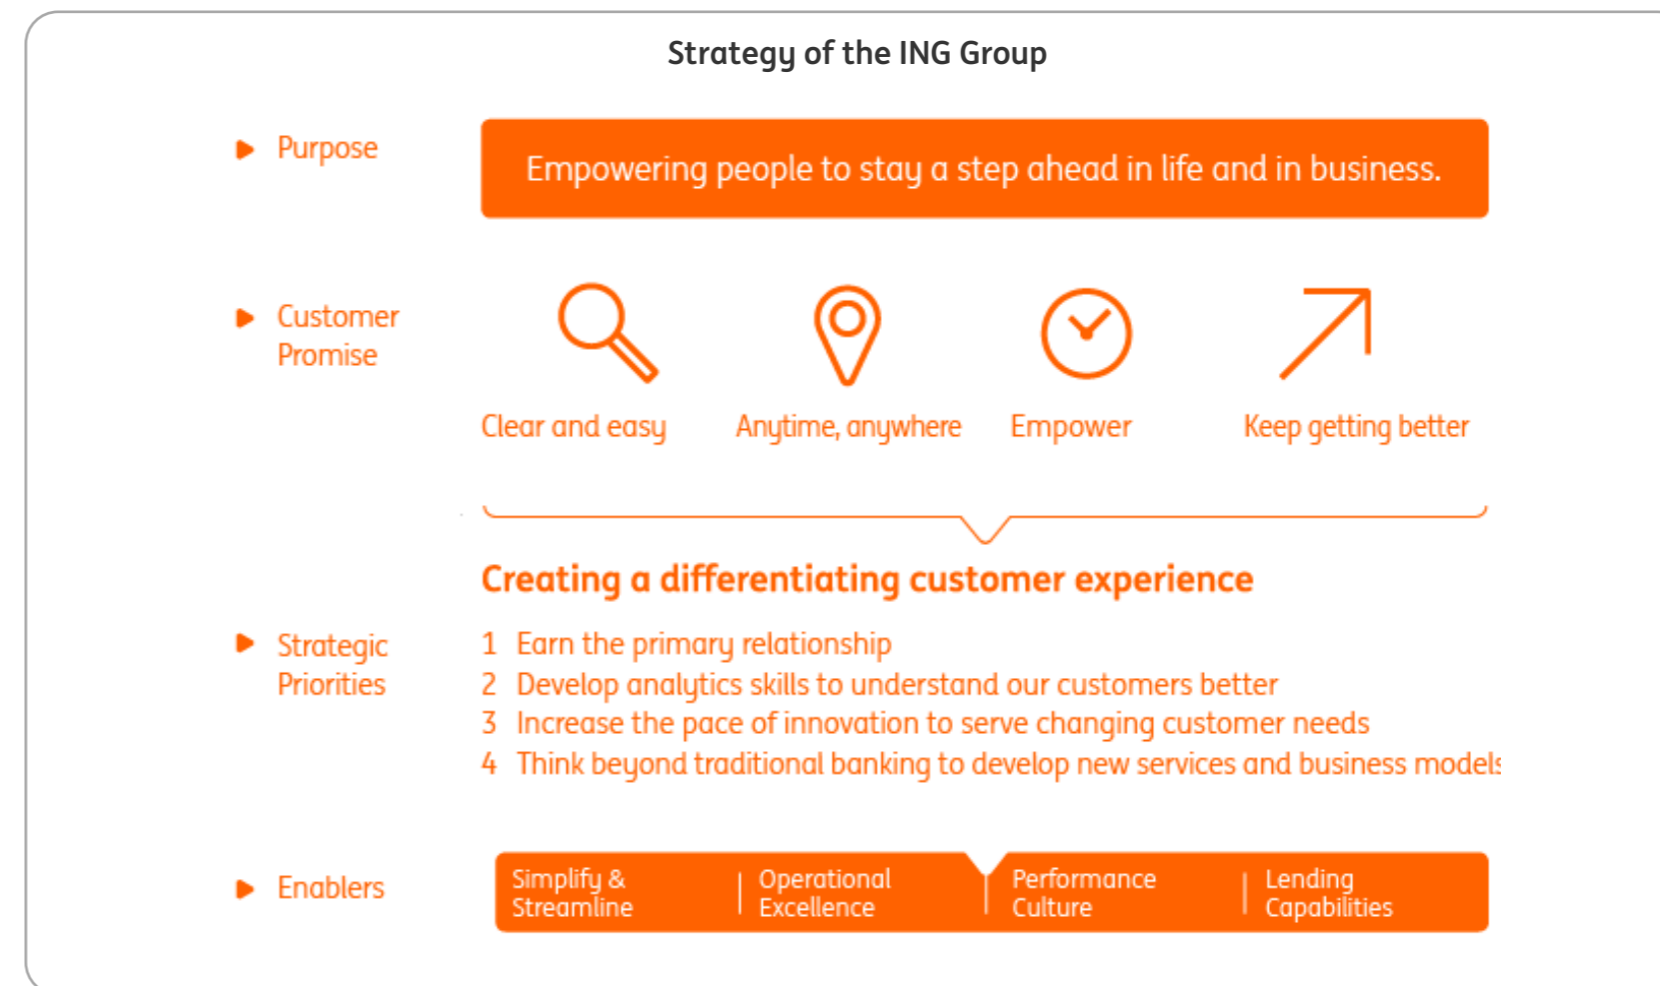 Strategy of the ING Group
Purpose
Empowering people to stay a step ahead in life and in business.
Customer
Promise
Clear and easy
Anytime, anywhere
Empower
Keep getting better
Creating a differentiating customer experience
Strategic
Priorities
1 Earn the primary relationship
2 Develop analytics skills to understand our customers better
3 Increase the pace of innovation to serve changing customer needs
4 Think beyond traditional banking to develop new services and business models
Enablers
Simplify &
Streamline
Operational
Excellence
Performance
Culture
Lending
Capabilities